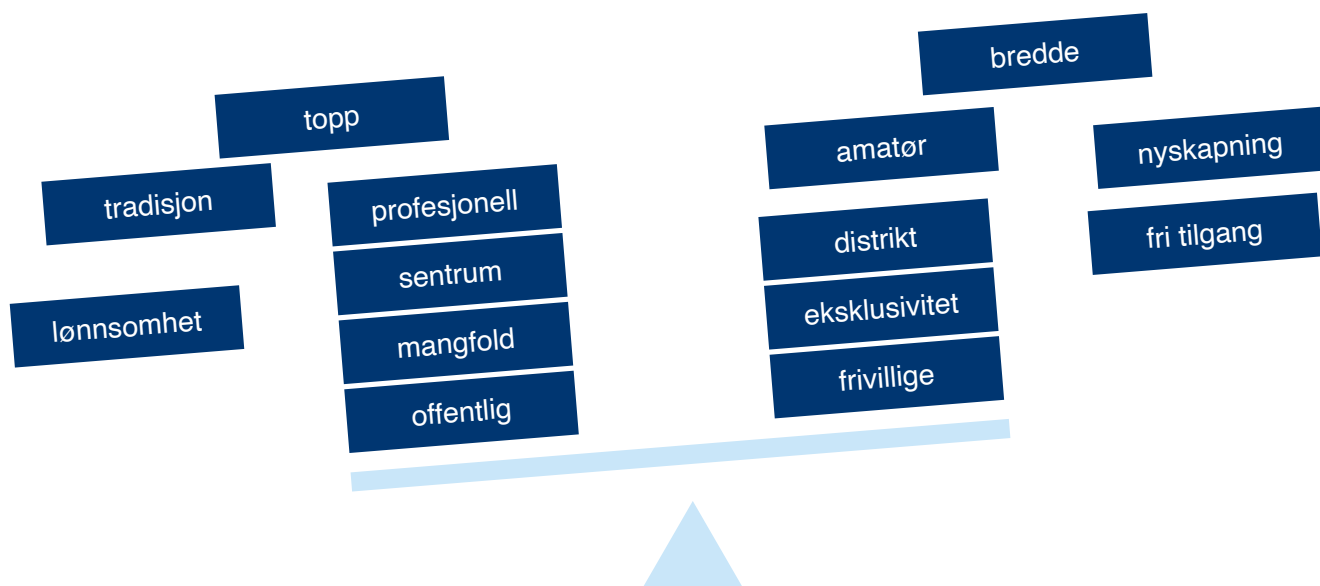 topp
tradisjon
profesjonell
sentrum
lønnsomhet
mangfold
offentlig
bredde
amatør
nyskapning
distrikt
fri tilgang
eksklusivitet
frivillige